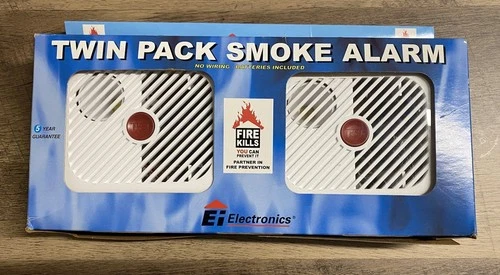 TWIN PACK SMOKE ALARM
NO WIRING - BATTERIES INCLUDED
5 YEAR
GUARANTEE
FIRE
KILLS
YOU CAN
PREVENT IT
PARTNER IN
FIRE PREVENTION
Ei Electronics®